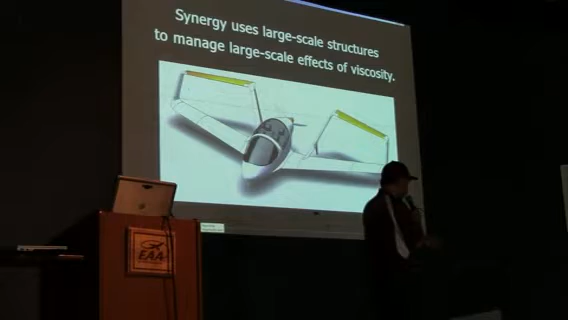 Synergy uses large-scale structures
to manage large-scale effects of viscosity.
EAA